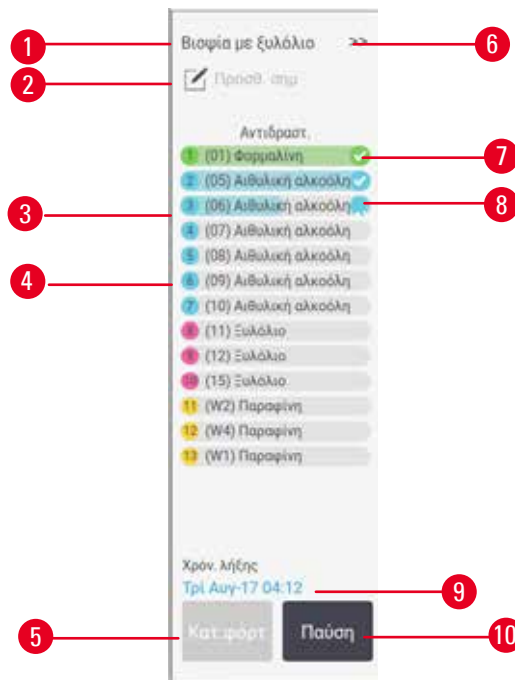 1 Βιοψία με ξυλόλιο >> 6
2 Προσθ. σημ
Αντιδραστ.
1 (01) Φορμαλίνη 7
2 (05) Αιθυλική αλκοόλη
3 3 (06) Αιθυλική αλκοόλη 8
4 (07) Αιθυλική αλκοόλη
5 (08) Αιθυλική αλκοόλη
4 6 (09) Αιθυλική αλκοόλη
7 (10) Αιθυλική αλκοόλη
8 (11) Ξυλόλιο
9 (12) Ξυλόλιο
10 (15) Ξυλόλιο
11 (W2) Παραφίνη
12 (W4) Παραφίνη
13 (W1) Παραφίνη
Χρόν. λήξης
Τρί Αυγ-17 04:12 9
5 Κατ.φόρτ Παύση 10